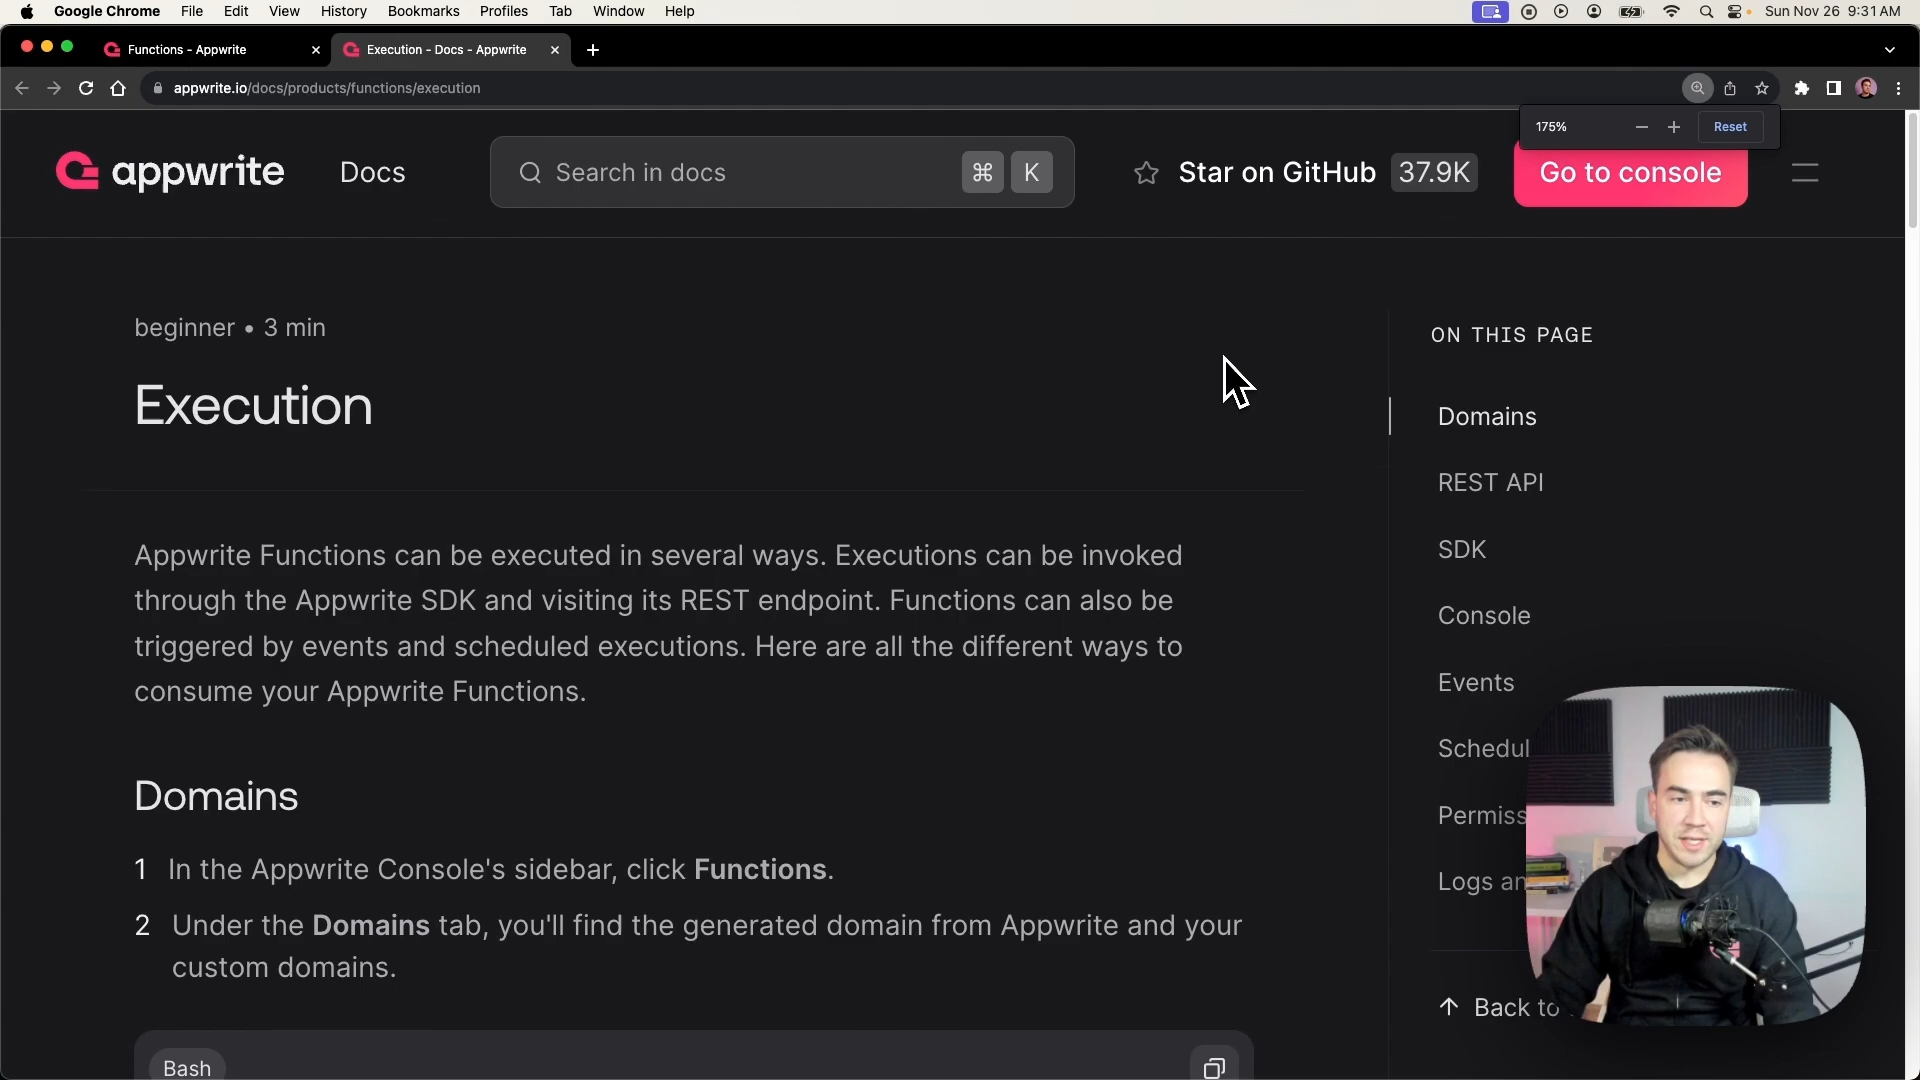 Google Chrome File Edit View History Bookmarks Profiles Tab Window Help Sun Nov 26 9:31 AM
Functions - Appwrite Execution - Docs - Appwrite
appwrite.io/docs/products/functions/execution
175% Reset
appwrite Docs Search in docs ⌘ K Star on GitHub 37.9K Go to console
beginner • 3 min
Execution
Appwrite Functions can be executed in several ways. Executions can be invoked
through the Appwrite SDK and visiting its REST endpoint. Functions can also be
triggered by events and scheduled executions. Here are all the different ways to
consume your Appwrite Functions.
Domains
1 In the Appwrite Console's sidebar, click Functions.
2 Under the Domains tab, you'll find the generated domain from Appwrite and your
custom domains.
Bash
ON THIS PAGE
Domains
REST API
SDK
Console
Events
Schedul
Permiss
Logs an
Back to